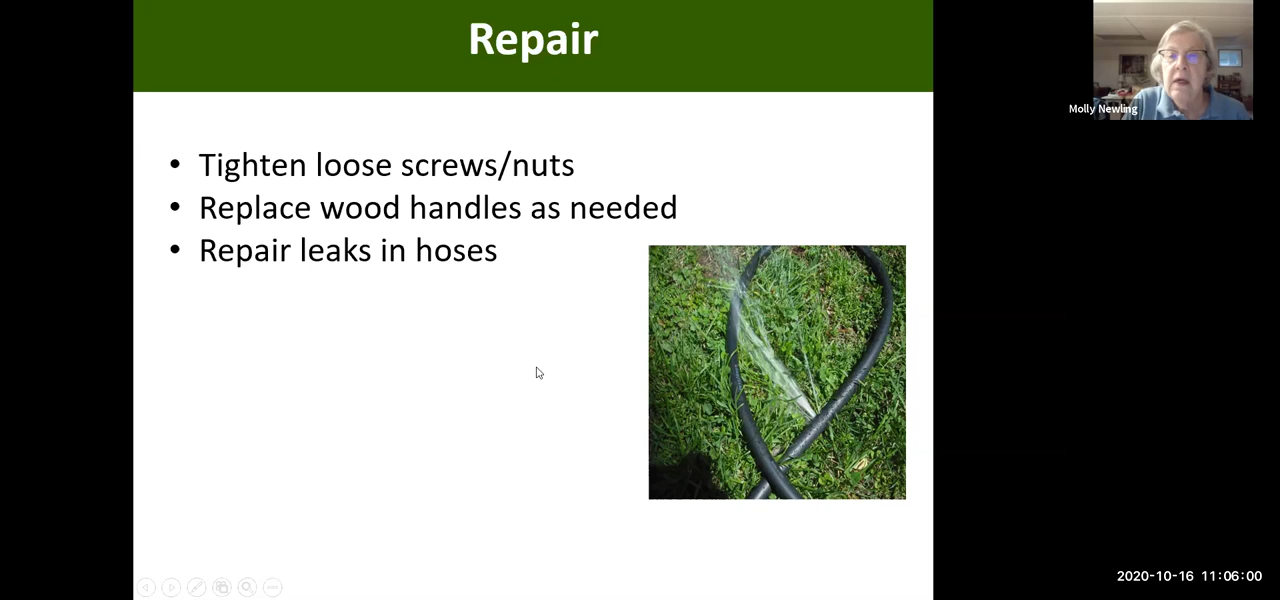 Repair
Molly Newling
• Tighten loose screws/nuts
• Replace wood handles as needed
• Repair leaks in hoses
2020-10-16 11:06:00